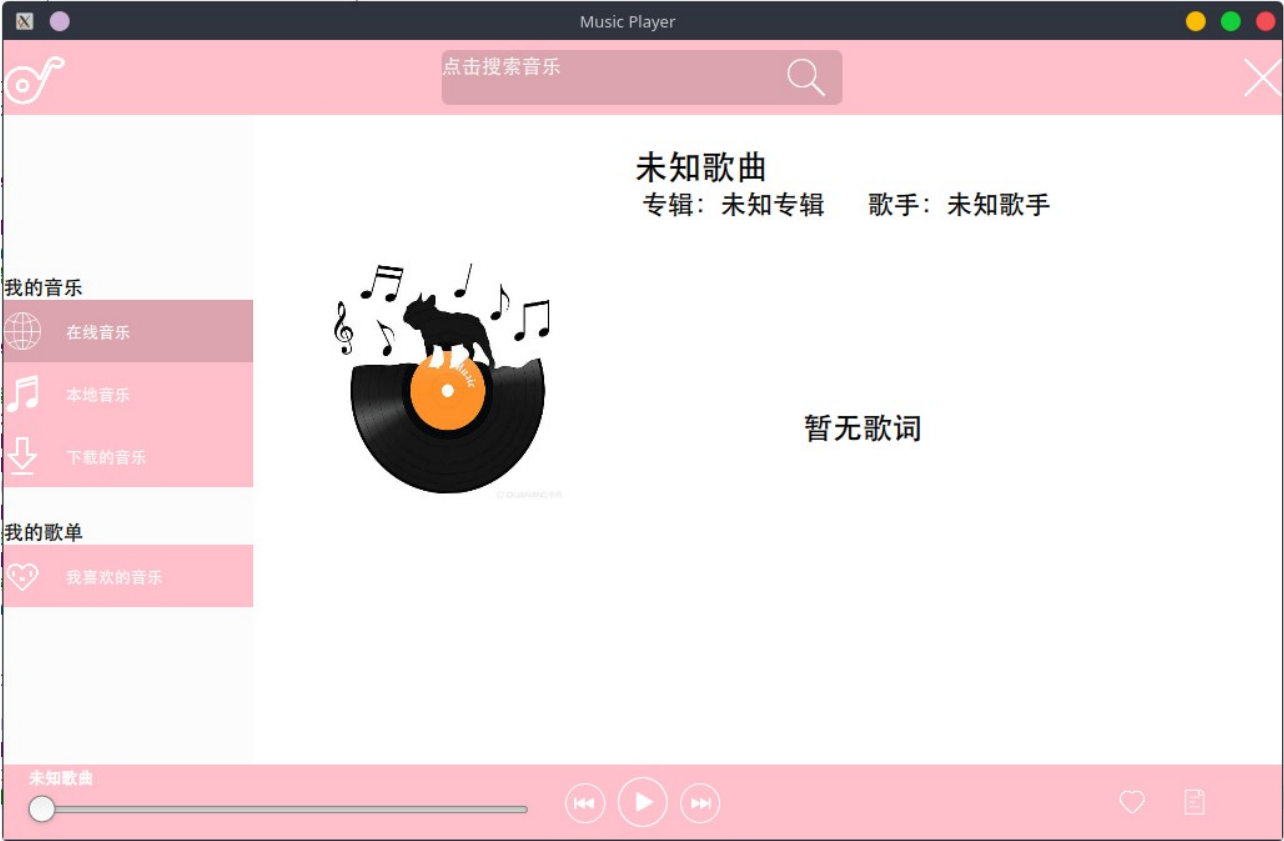 Music Player
点击搜索音乐
未知歌曲
专辑：未知专辑 歌手：未知歌手
我的音乐
在线音乐
本地音乐
下载的音乐
Music
暂无歌词
我的歌单
我喜欢的音乐
未知歌曲